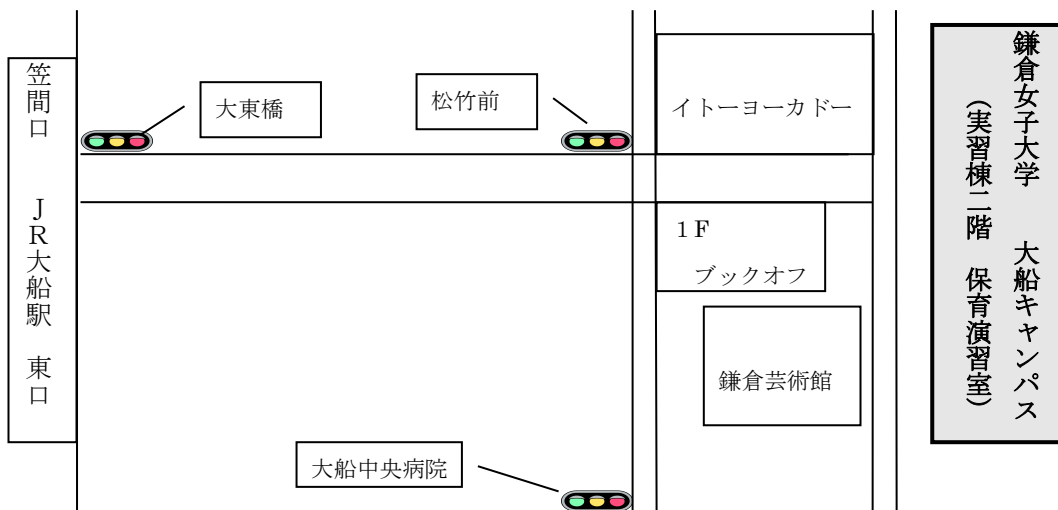 笠間口　ＪＲ大船駅　東口
大東橋
松竹前
イトーヨーカドー
１F
ブックオフ
鎌倉芸術館
大船中央病院
鎌倉女子大学　大船キャンパス
（実習棟二階　保育演習室）